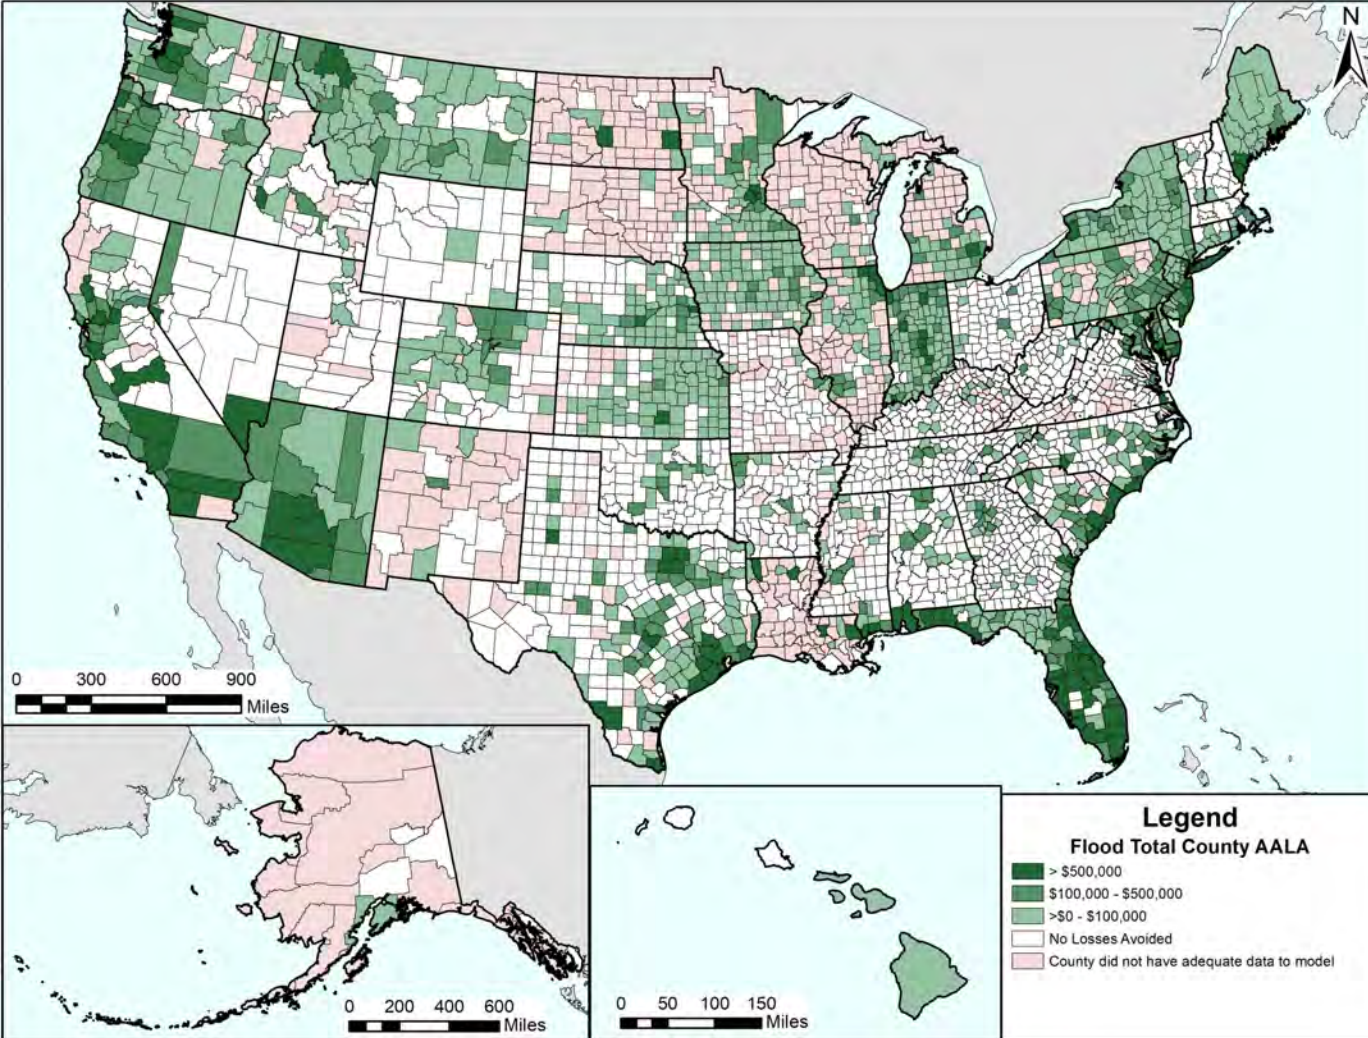 N
0 300 600 900
Miles
0 200 400 600
Miles
0 50 100 150
Miles
Legend
Flood Total County AALA
> $500,000
$100,000 - $500,000
>$0 - $100,000
No Losses Avoided
County did not have adequate data to model